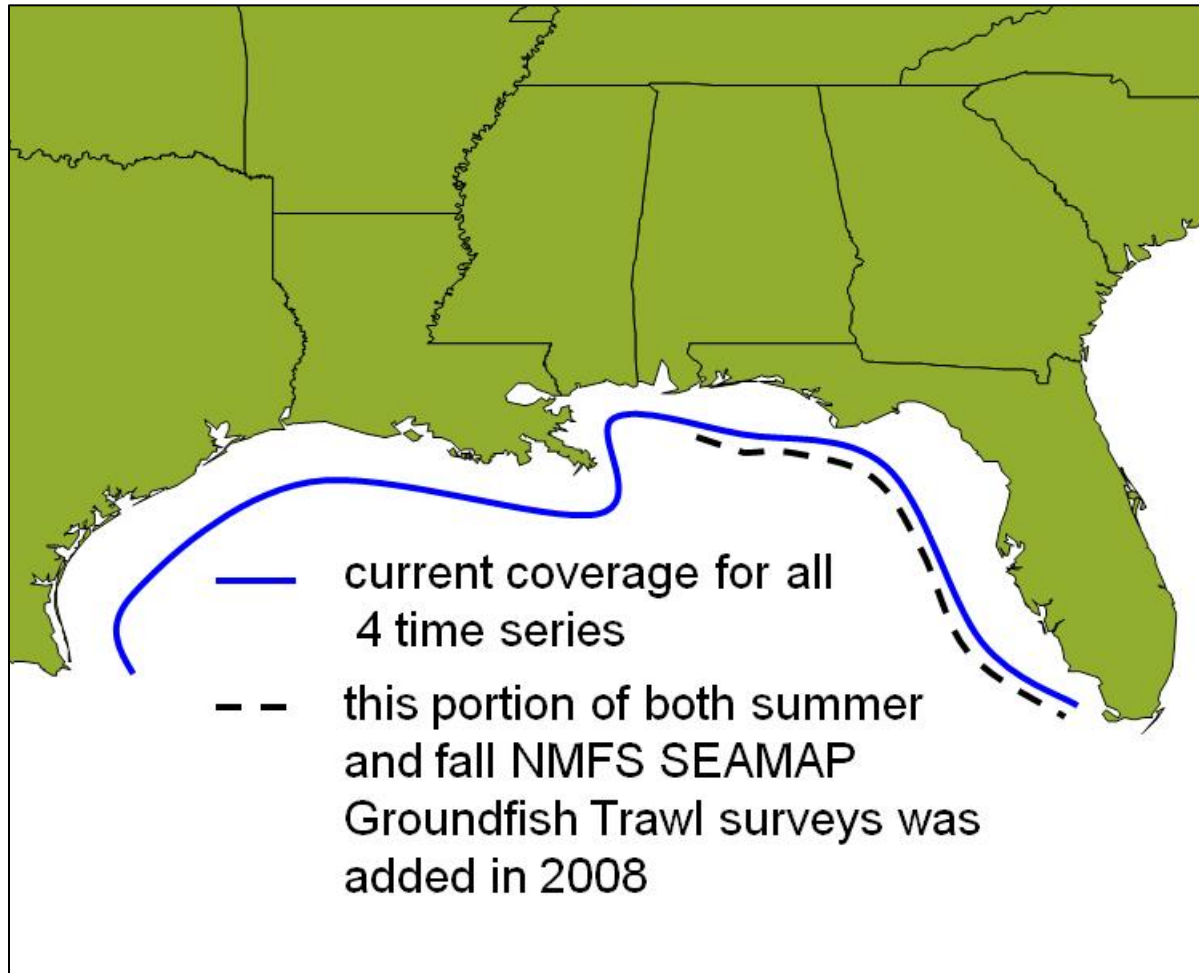 current coverage for all
4 time series
this portion of both summer
and fall NMFS SEAMAP
Groundfish Trawl surveys was
added in 2008